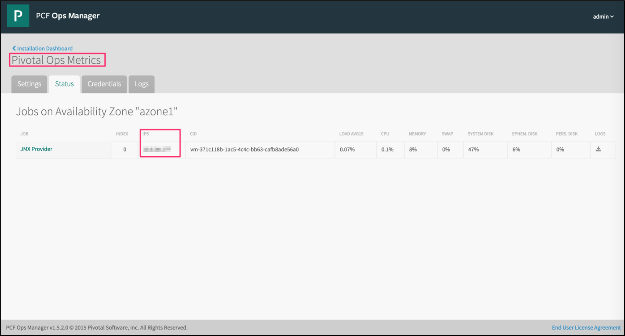 P PCF Ops Manager admin
Installation Dashboard
Pivotal Ops Metrics
Settings Status Credentials Logs
Jobs on Availability Zone "azone1"
JOB INDEX IPS CID LOAD AVG15 CPU MEMORY SWAP SYSTEM DISK EPHEM. DISK PERS. DISK LOGS
JMX Provider 0 vm-371c118b-1ac5-4c4c-bb63-cafb8ade56a0 0.07% 0.1% 8% 0% 47% 6% 0%
PCF Ops Manager v1.5.2.0 © 2015 Pivotal Software, Inc. All Rights Reserved. End User License Agreement